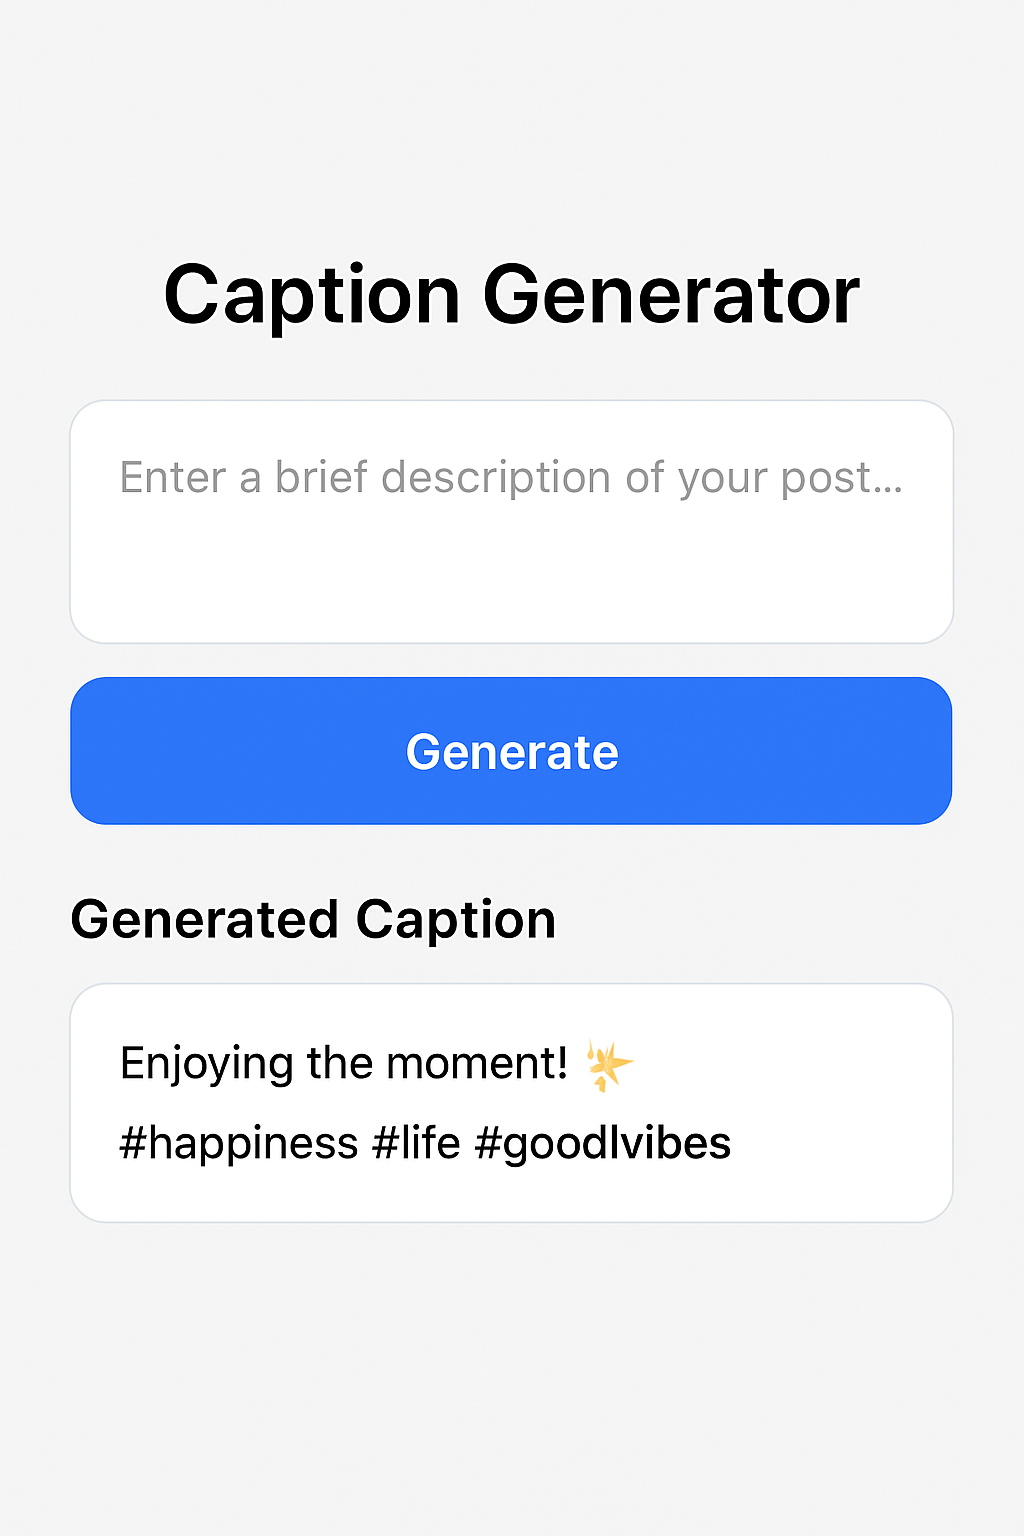 Caption Generator
Enter a brief description of your post...
Generate
Generated Caption
Enjoying the moment!
#happiness #life #goodlvibes